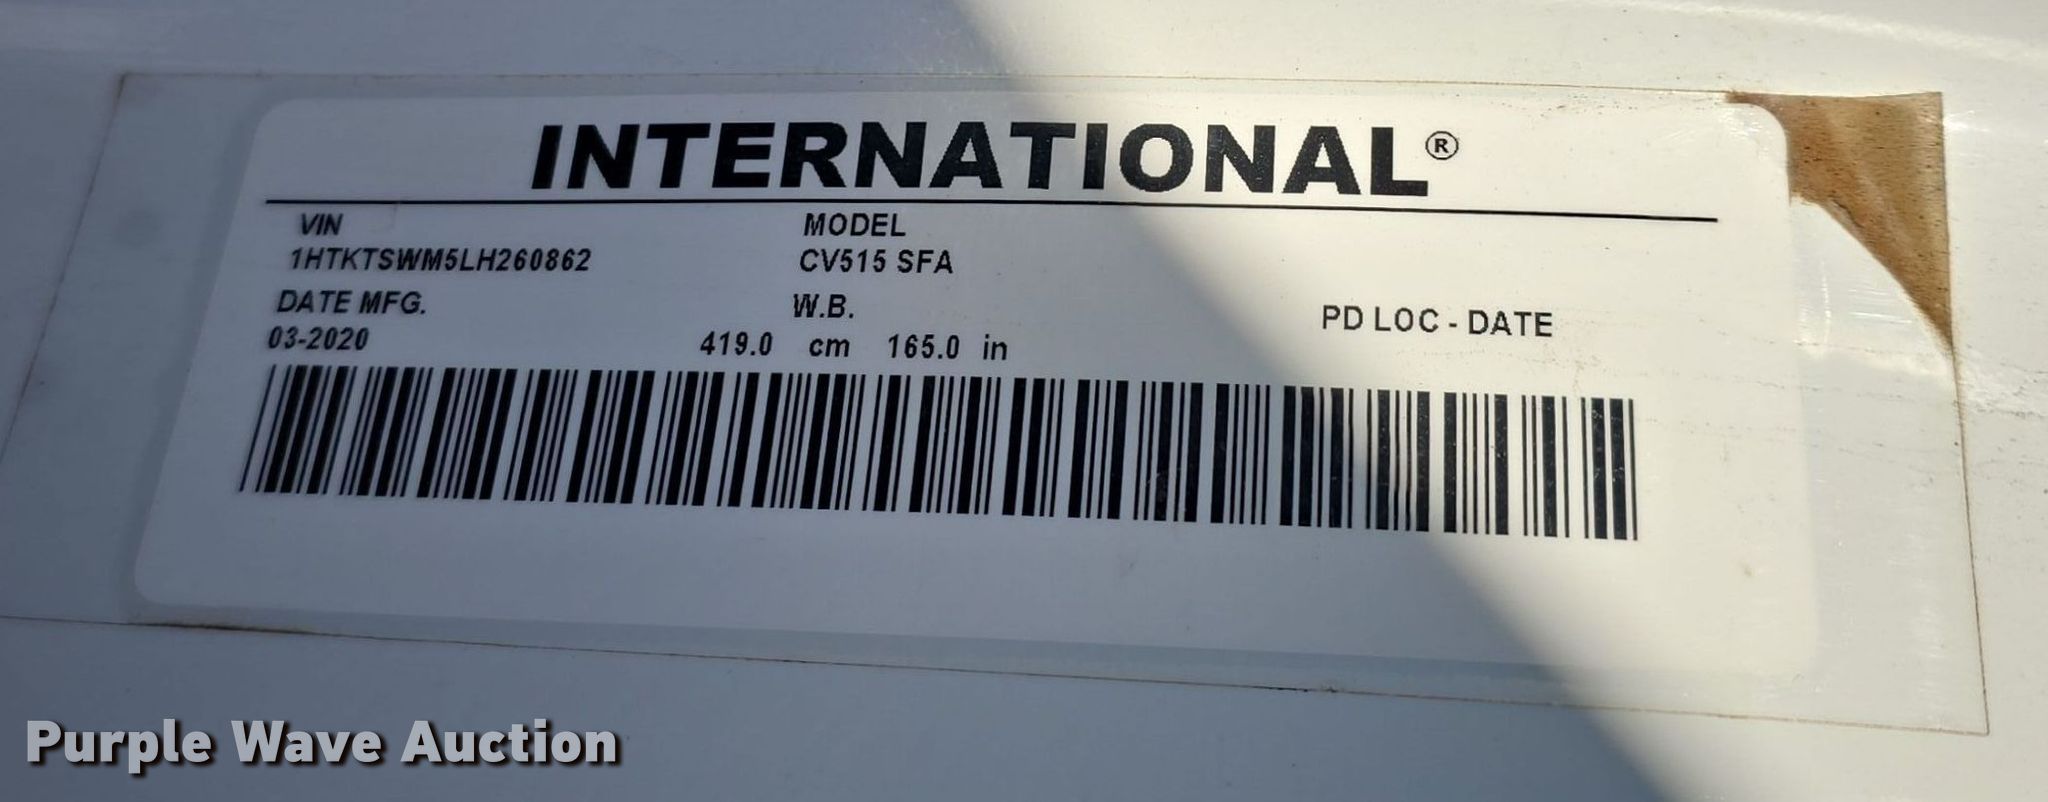 INTERNATIONAL®
VIN MODEL
1HTKTSWM5LH260862 CV515 SFA
DATE MFG. W.B. PD LOC - DATE
03-2020 419.0 cm 165.0 in
Purple Wave Auction